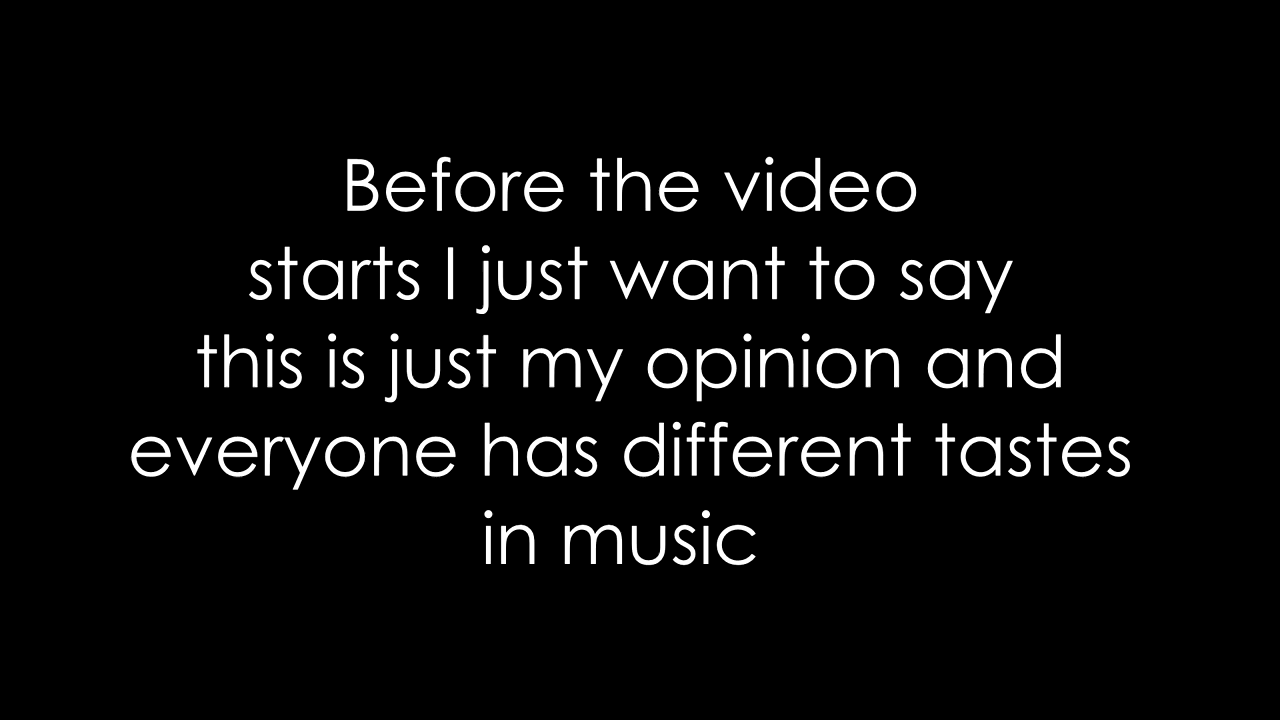 Before the video
starts I just want to say
this is just my opinion and
everyone has different tastes
in music